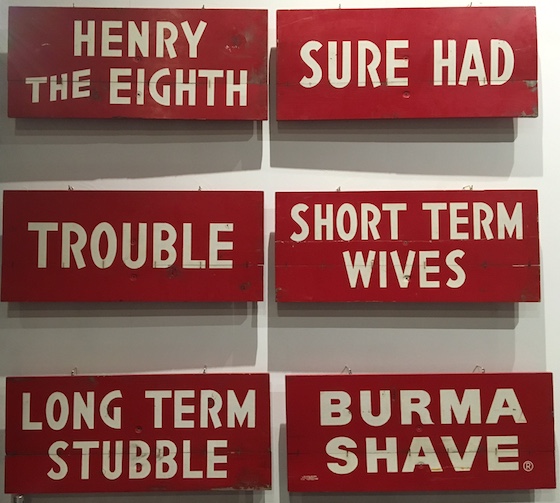 HENRY
THE EIGHTH
SURE HAD
TROUBLE
SHORT TERM
WIVES
LONG TERM
STUBBLE
BURMA
SHAVE®